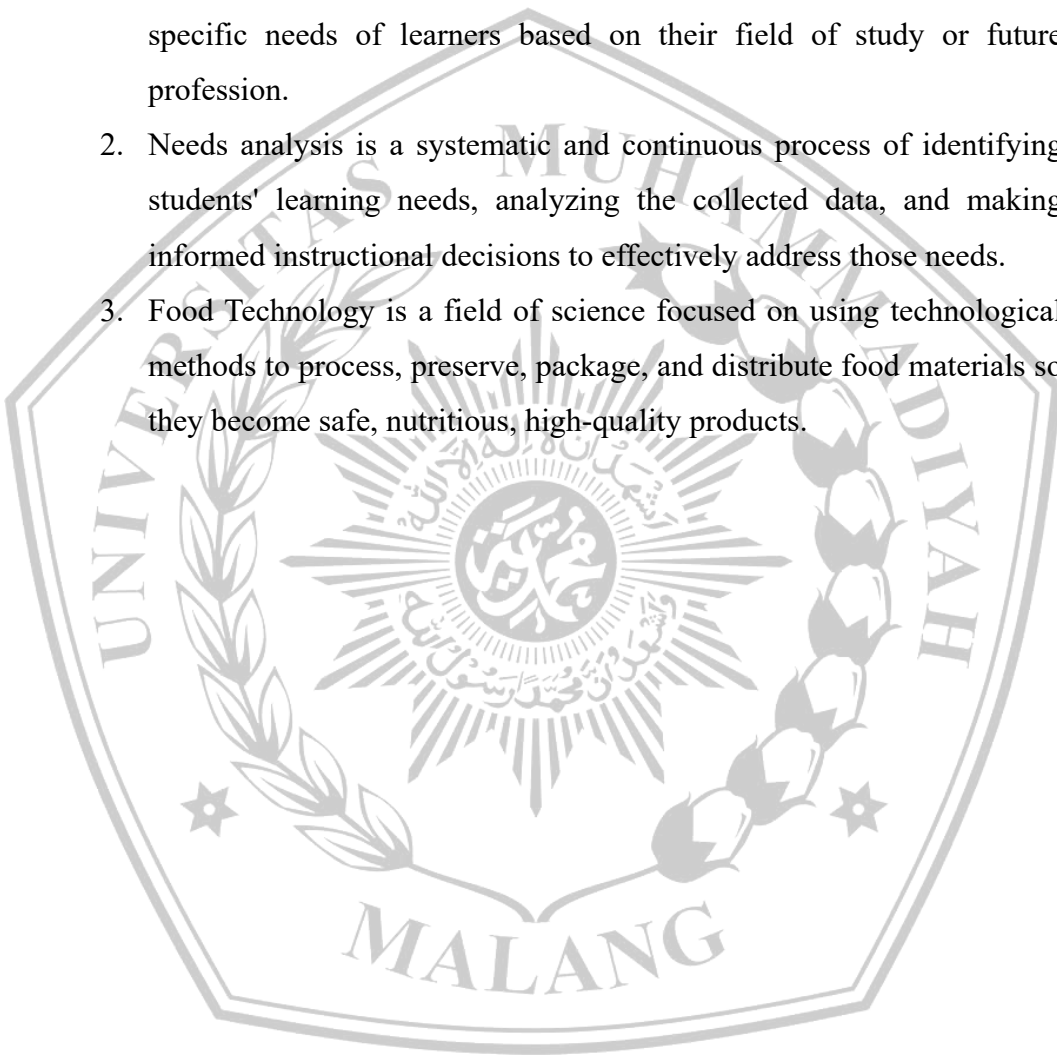 specific needs of learners based on their field of study or future
profession.
2. Needs analysis is a systematic and continuous process of identifying
students' learning needs, analyzing the collected data, and making
informed instructional decisions to effectively address those needs.
3. Food Technology is a field of science focused on using technological
methods to process, preserve, package, and distribute food materials so
they become safe, nutritious, high-quality products.
UNIVERSITAS MUHAMMADIYAH
MALANG